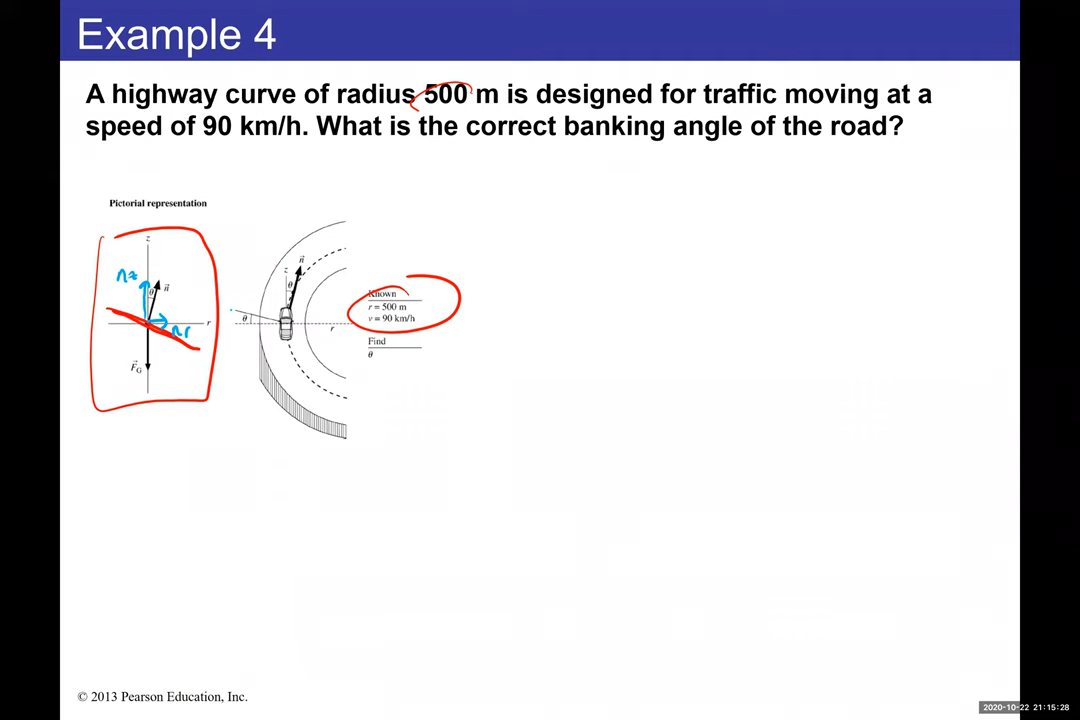 Example 4
A highway curve of radius 500 m is designed for traffic moving at a
speed of 90 km/h. What is the correct banking angle of the road?
Pictorial representation
z
nz
θ
n⃗
nr
r
F⃗G
n⃗
z
θ
θ
r
Known
r = 500 m
v = 90 km/h
Find
θ
© 2013 Pearson Education, Inc.
2020-10-22 21:15:28